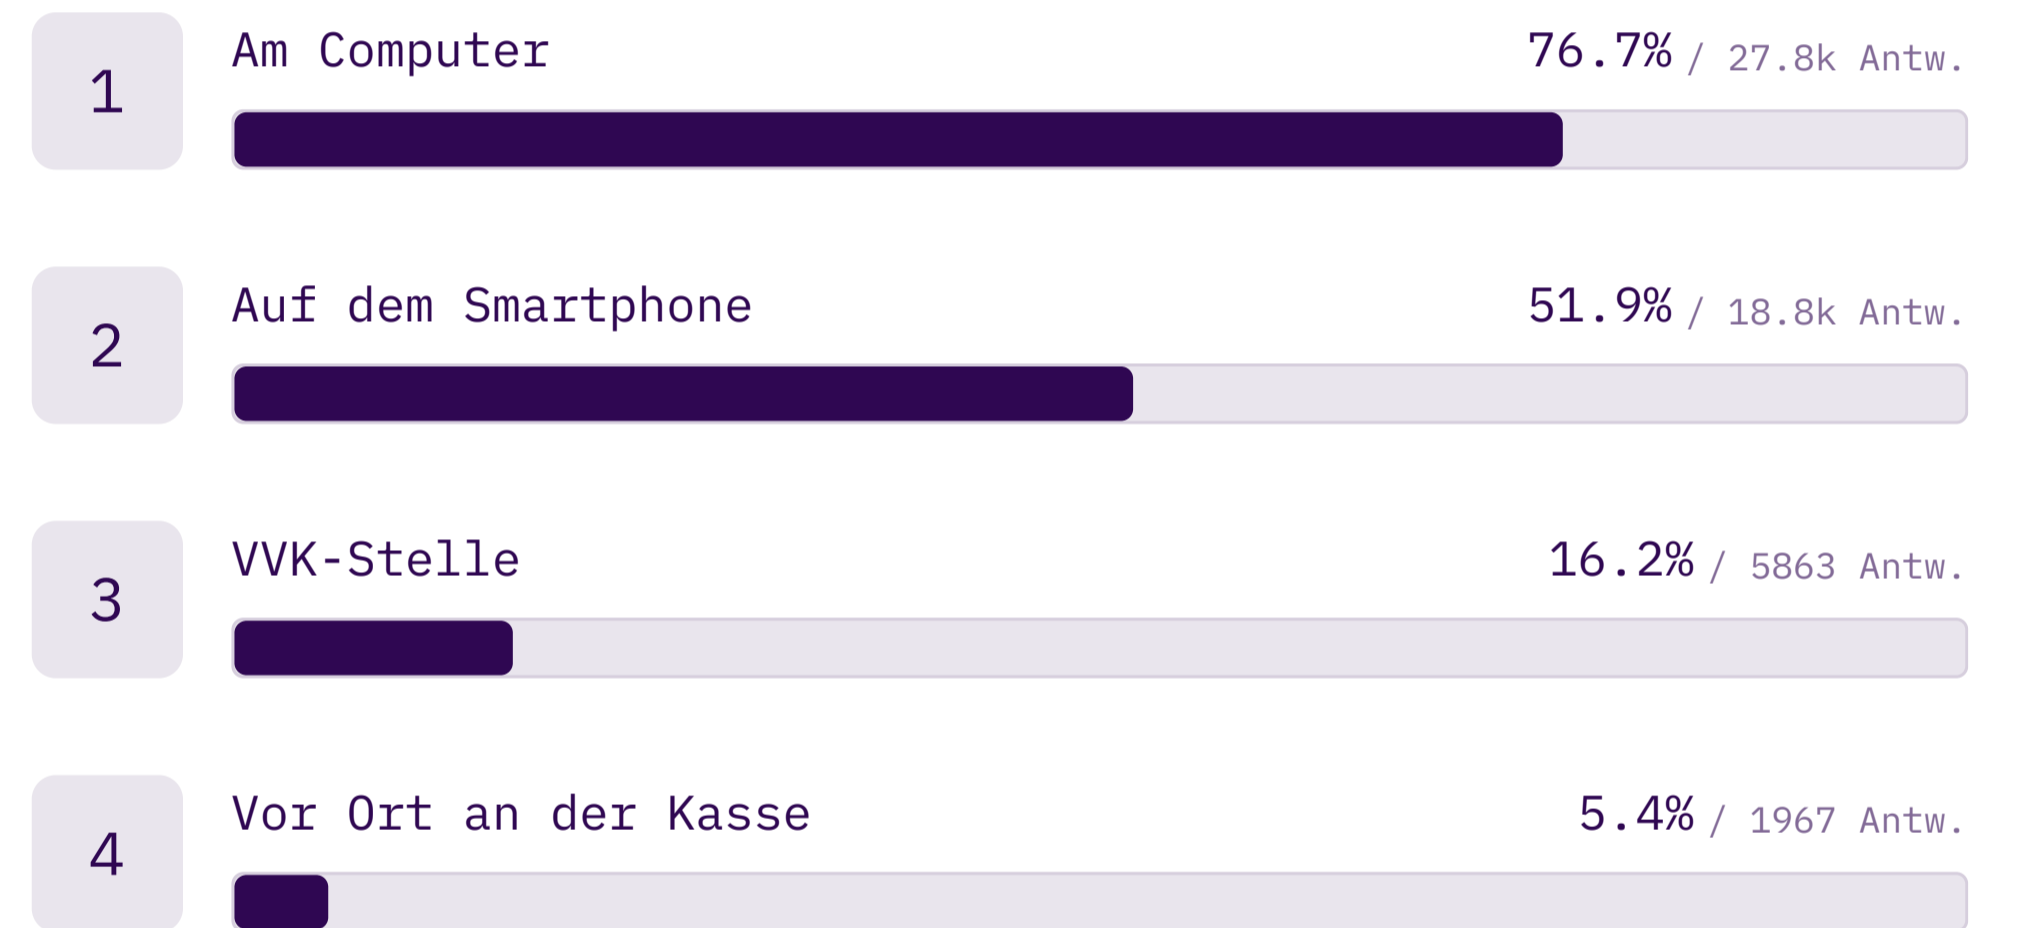 1
Am Computer
76.7% / 27.8k Antw.
2
Auf dem Smartphone
51.9% / 18.8k Antw.
3
VVK-Stelle
16.2% / 5863 Antw.
4
Vor Ort an der Kasse
5.4% / 1967 Antw.